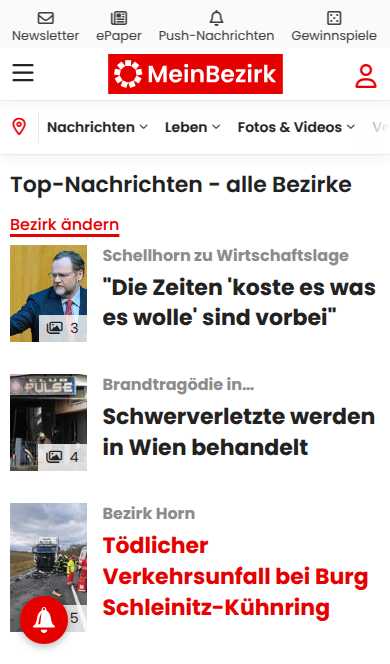 Newsletter
ePaper
Push-Nachrichten
Gewinnspiele
MeinBezirk
Nachrichten
Leben
Fotos & Videos
Top-Nachrichten - alle Bezirke
Bezirk ändern
3
Schellhorn zu Wirtschaftslage
"Die Zeiten 'koste es was
es wolle' sind vorbei"
PULSE
4
Brandtragödie in...
Schwerverletzte werden
in Wien behandelt
5
Bezirk Horn
Tödlicher
Verkehrsunfall bei Burg
Schleinitz-Kühnring